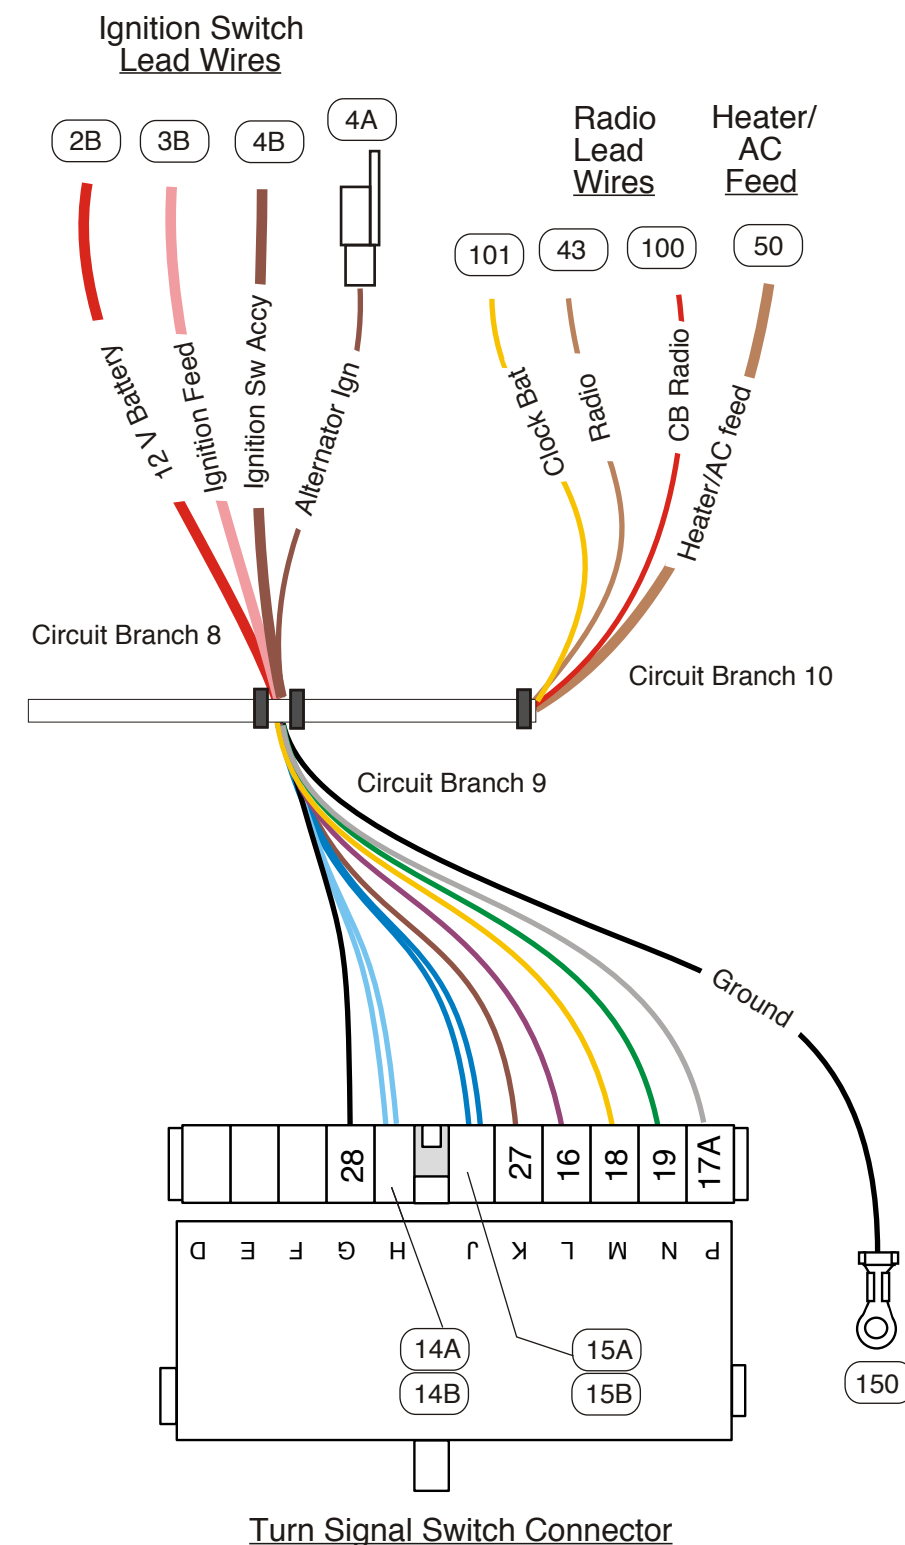 Ignition Switch
Lead Wires
2B
3B
4B
4A
Radio
Lead
Wires
Heater/
AC
Feed
101
43
100
50
12 V Battery
Ignition Feed
Ignition Sw Accy
Alternator Ign
Clock Bat
Radio
CB Radio
Heater/AC feed
Circuit Branch 8
Circuit Branch 10
Circuit Branch 9
Ground
28
27
16
18
19
17A
D E F G H J K L M N P
14A
14B
15A
15B
150
Turn Signal Switch Connector